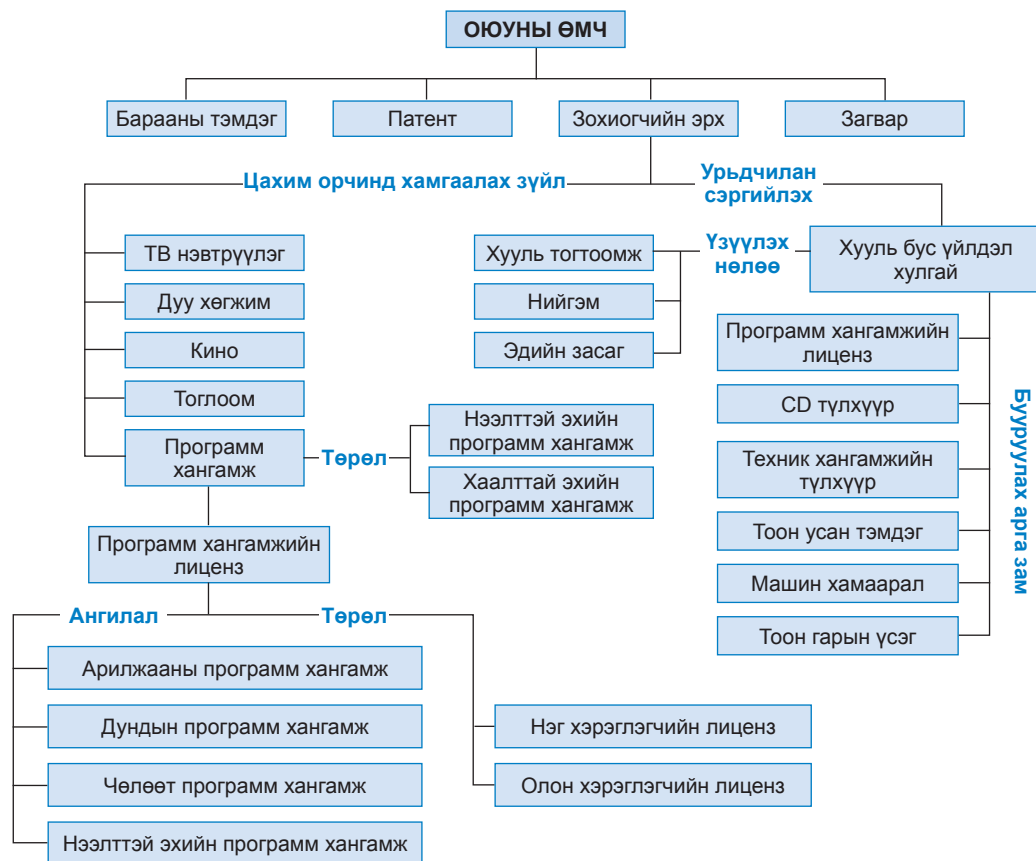 ОЮУНЫ ӨМЧ
Барааны тэмдэг
Патент
Зохиогчийн эрх
Загвар
Цахим орчинд хамгаалах зүйл
Урьдчилан
сэргийлэх
ТВ нэвтрүүлэг
Дуу хөгжим
Кино
Тоглоом
Программ
хангамж
Төрөл
Нээлттэй эхийн
программ хангамж
Хаалттай эхийн
программ хангамж
Хууль тогтоомж
Нийгэм
Эдийн засаг
Үзүүлэх
нөлөө
Хууль бус үйлдэл
хулгай
Программ хангамжийн
лиценз
CD түлхүүр
Техник хангамжийн
түлхүүр
Тоон усан тэмдэг
Машин хамаарал
Тоон гарын үсэг
Бууруулах арга зам
Программ хангамжийн
лиценз
Ангилал
Төрөл
Арилжааны программ хангамж
Дундын программ хангамж
Чөлөөт программ хангамж
Нээлттэй эхийн программ хангамж
Нэг хэрэглэгчийн лиценз
Олон хэрэглэгчийн лиценз